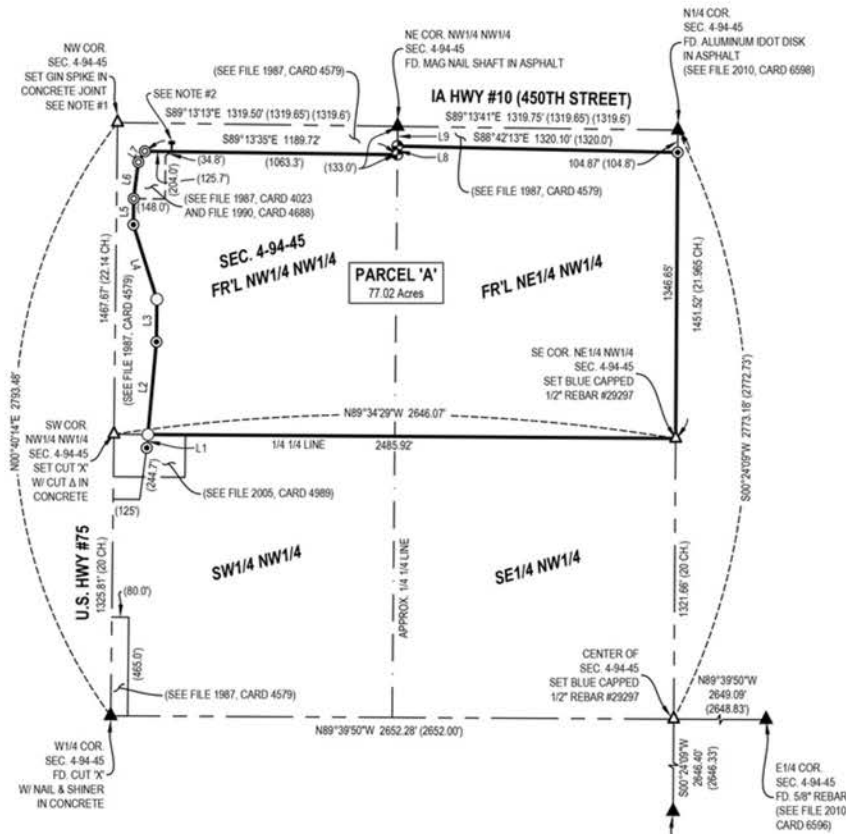 NW COR.
SEC. 4-94-45
SET GIN SPIKE IN
CONCRETE JOINT
SEE NOTE #1
SEE NOTE #2
(SEE FILE 1987, CARD 4579)
NE COR. NW1/4 NW1/4
SEC. 4-94-45
FD. MAG NAIL SHAFT IN ASPHALT
N1/4 COR.
SEC. 4-94-45
FD. ALUMINUM IDOT DISK
IN ASPHALT
(SEE FILE 2010, CARD 6598)
IA HWY #10 (450TH STREET)
S89°13'13"E 1319.50' (1319.65') (1319.6')
S89°13'41"E 1319.75' (1319.65') (1319.6')
S89°13'35"E 1189.72'
L9
S88°42'13"E 1320.10' (1320.0')
L7
(34.8')
(1063.3')
(133.0')
L8
104.87' (104.8')
(204.0')
(125.7')
L6
(SEE FILE 1987, CARD 4579)
(148.0')
(SEE FILE 1987, CARD 4023
AND FILE 1990, CARD 4688)
L5
SEC. 4-94-45
FR'L NW1/4 NW1/4
FR'L NE1/4 NW1/4
PARCEL 'A'
77.02 Acres
LA
L3
L2
1467.67' (22.14 CH.)
(SEE FILE 1987, CARD 4579)
1346.65'
1451.52' (21.965 CH.)
SE COR. NE1/4 NW1/4
SEC. 4-94-45
SET BLUE CAPPED
1/2" REBAR #29297
N00°40'14"E 2793.48'
S00°24'09"W 2773.18' (2772.73')
N89°34'29"W 2646.07'
1/4 1/4 LINE
2485.92'
SW COR.
NW1/4 NW1/4
SEC. 4-94-45
SET CUT 'X'
W/ CUT Δ IN
CONCRETE
L1
(244.7')
(SEE FILE 2005, CARD 4989)
(125')
U.S. HWY #75
1325.81' (20 CH.)
SW1/4 NW1/4
SE1/4 NW1/4
APPROX. 1/4 1/4 LINE
1321.66' (20 CH.)
(80.0')
(465.0')
(SEE FILE 1987, CARD 4579)
CENTER OF
SEC. 4-94-45
SET BLUE CAPPED
1/2" REBAR #29297
N89°39'50"W
2649.09'
(2648.83')
N89°39'50"W 2652.28' (2652.00')
W1/4 COR.
SEC. 4-94-45
FD. CUT 'X'
W/ NAIL & SHINER
IN CONCRETE
S00°24'09"W
2646.40'
(2646.33')
E1/4 COR.
SEC. 4-94-45
FD. 5/8" REBAR
(SEE FILE 2010,
CARD 6596)